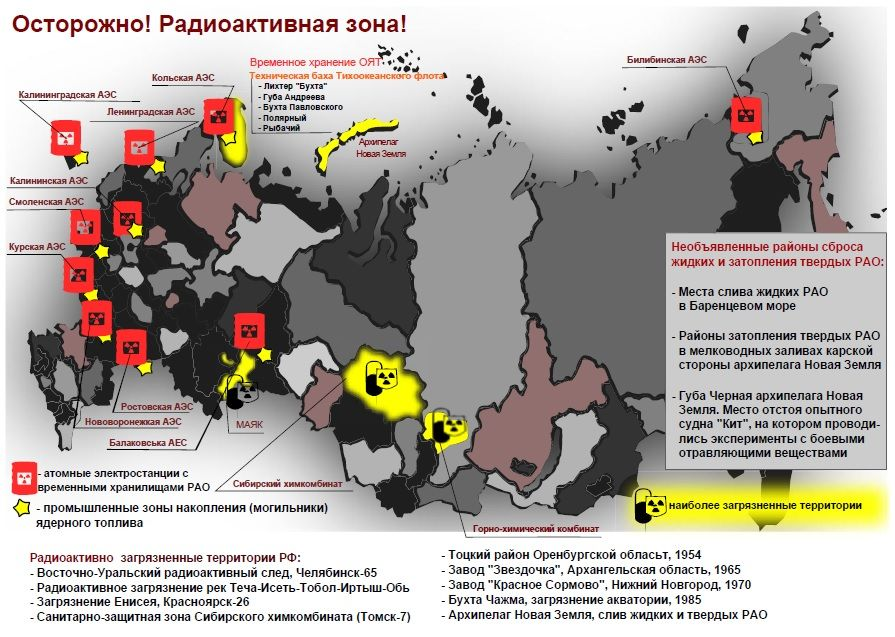 Осторожно! Радиоактивная зона!
Временное хранение ОЯТ
Техническая баха Тихоокеанского флота
- Лихтер "Бухта"
- Губа Андреева
- Бухта Павловского
- Полярный
- Рыбачий
Билибинская АЭС
Кольская АЭС
Калининградская АЭС
Ленинградская АЭС
Архипелаг
Новая Земля
Калининская АЭС
Смоленская АЭС
Курская АЭС
Необъявленные районы сброса
жидких и затопления твердых РАО:
- Места слива жидких РАО
в Баренцевом море
- Районы затопления твердых РАО
в мелководных заливах карской
стороны архипелага Новая Земля
- Губа Черная архипелага Новая
Земля. Место отстоя опытного
судна "Кит", на котором проводи-
лись эксперименты с боевыми
отравляющими веществами
Ростовская АЭС
Нововоронежкая АЭС
МАЯК
Балаковсьая АЕС
- атомные электростанции с
временными хранилищами РАО
Сибирский химкомбинат
- промышленные зоны накопления (могильники)
ядерного топлива
наиболее загрязненные территории
Горно-химический комбинат
Радиоактивно загрязненные территории РФ:
- Восточно-Уральский радиоактивный след, Челябинск-65
- Радиоактивное загрязнение рек Теча-Исеть-Тобол-Иртыш-Обь
- Загрязнение Енисея, Красноярск-26
- Санитарно-защитная зона Сибирского химкомбината (Томск-7)
- Тоцкий район Оренбургской областьт, 1954
- Завод "Звездочка", Архангельская область, 1965
- Завод "Красное Сормово", Нижний Новгород, 1970
- Бухта Чажма, загрязнение акватории, 1985
- Архипелаг Новая Земля, слив жидких и твердых РАО